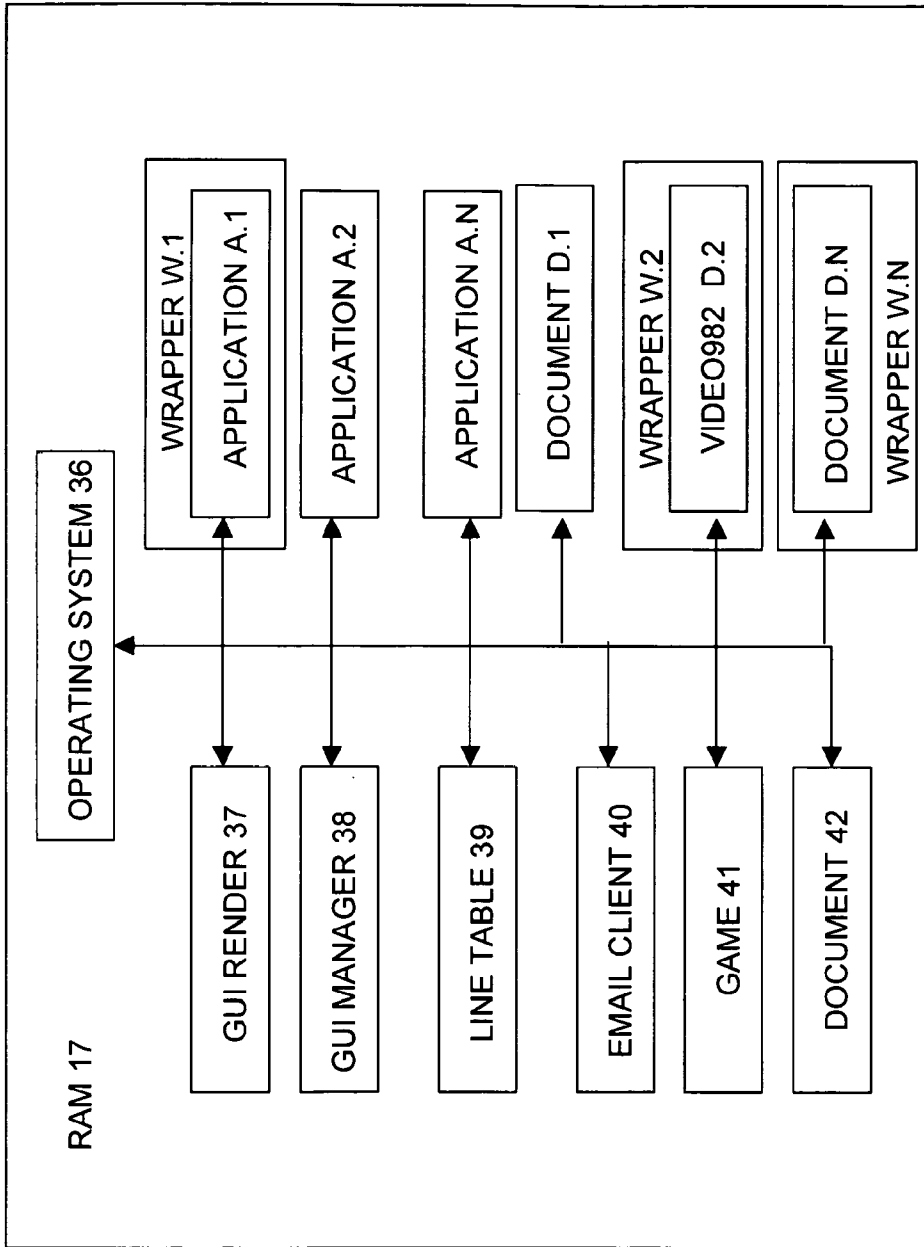 RAM 17
OPERATING SYSTEM 36
GUI RENDER 37
GUI MANAGER 38
LINE TABLE 39
EMAIL CLIENT 40
GAME 41
DOCUMENT 42
WRAPPER W.1
APPLICATION A.1
APPLICATION A.2
APPLICATION A.N
DOCUMENT D.1
WRAPPER W.2
VIDEO982 D.2
DOCUMENT D.N
WRAPPER W.N